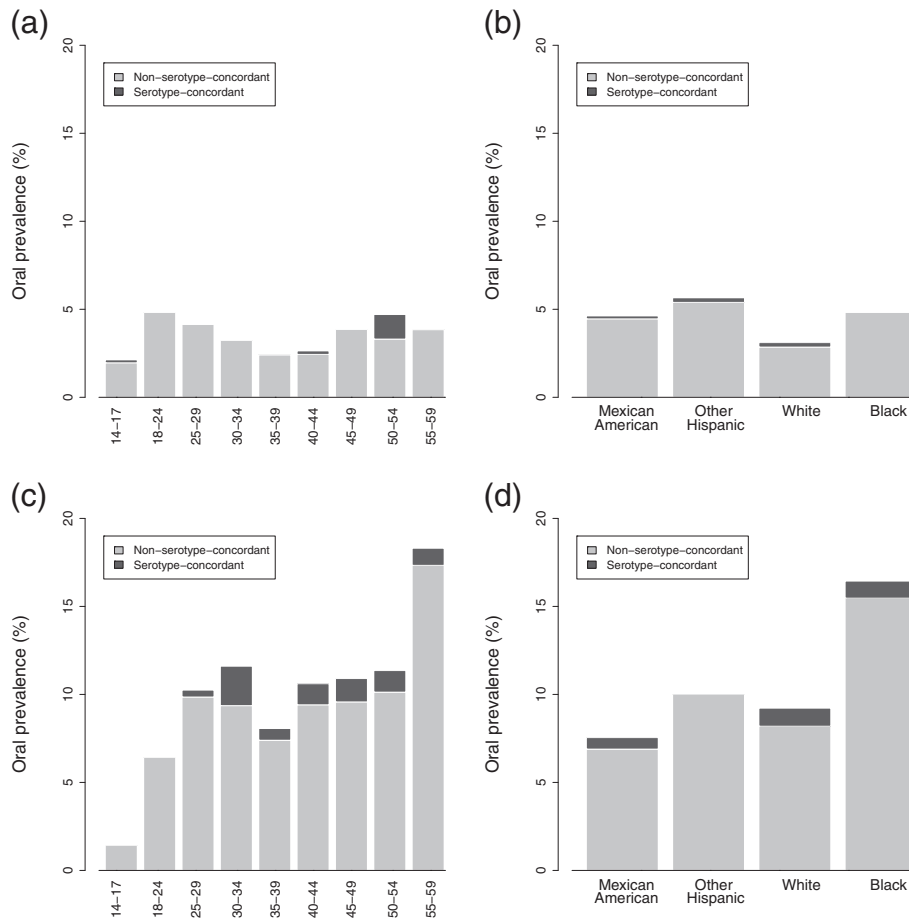 (a)
20
15
10
5
0
Oral prevalence (%)
Non−serotype−concordant
Serotype−concordant
14−17
18−24
25−29
30−34
35−39
40−44
45−49
50−54
55−59
(b)
20
15
10
5
0
Oral prevalence (%)
Non−serotype−concordant
Serotype−concordant
Mexican
American
Other
Hispanic
White
Black
(c)
20
15
10
5
0
Oral prevalence (%)
Non−serotype−concordant
Serotype−concordant
14−17
18−24
25−29
30−34
35−39
40−44
45−49
50−54
55−59
(d)
20
15
10
5
0
Oral prevalence (%)
Non−serotype−concordant
Serotype−concordant
Mexican
American
Other
Hispanic
White
Black